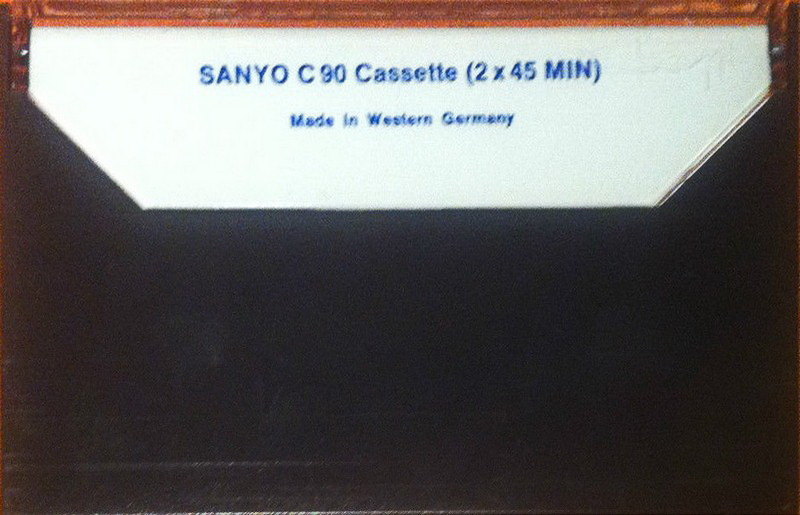 SANYO C 90 Cassette (2 x 45 MIN)
Made in Western Germany